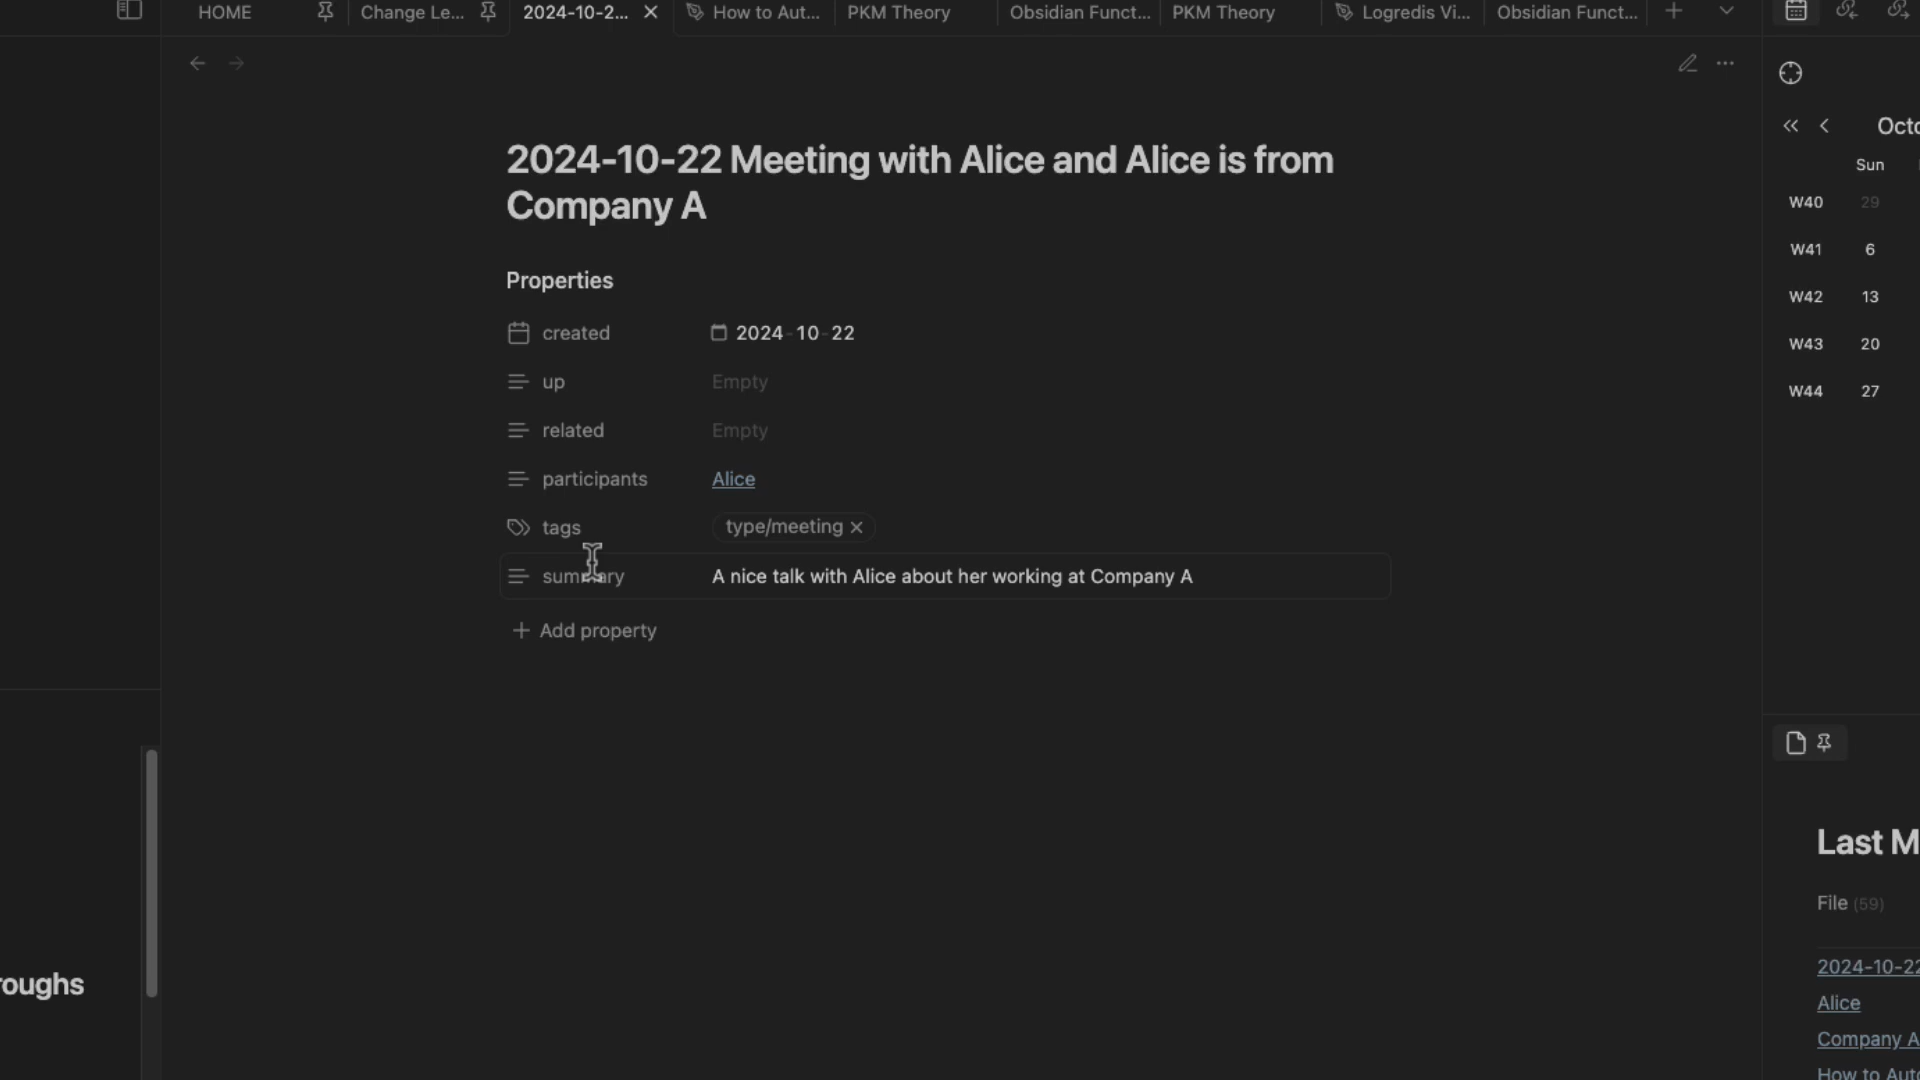 HOME
Change Le...
2024-10-2...
How to Aut...
PKM Theory
Obsidian Funct...
PKM Theory
Logredis Vi...
Obsidian Funct...
2024-10-22 Meeting with Alice and Alice is from
Company A
Properties
created 2024-10-22
up Empty
related Empty
participants Alice
tags type/meeting
summary A nice talk with Alice about her working at Company A
Add property
Octo
Sun
W40 29
W41 6
W42 13
W43 20
W44 27
roughs
Last M
File (59)
2024-10-22
Alice
Company A
How to Auto